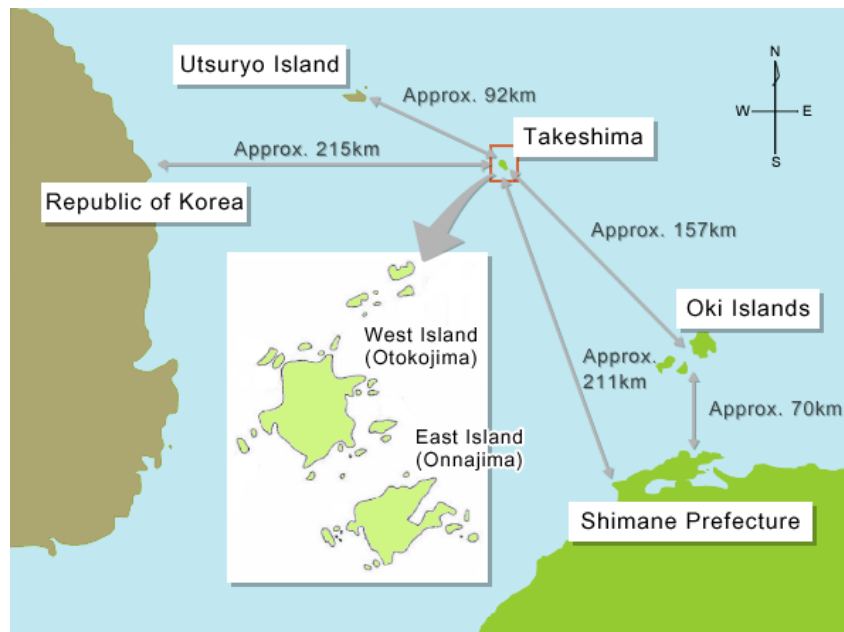 Utsuryo Island
Approx. 92km
N
W
E
S
Takeshima
Approx. 215km
Republic of Korea
Approx. 157km
West Island
(Otokojima)
East Island
(Onnajima)
Oki Islands
Approx.
211km
Approx. 70km
Shimane Prefecture